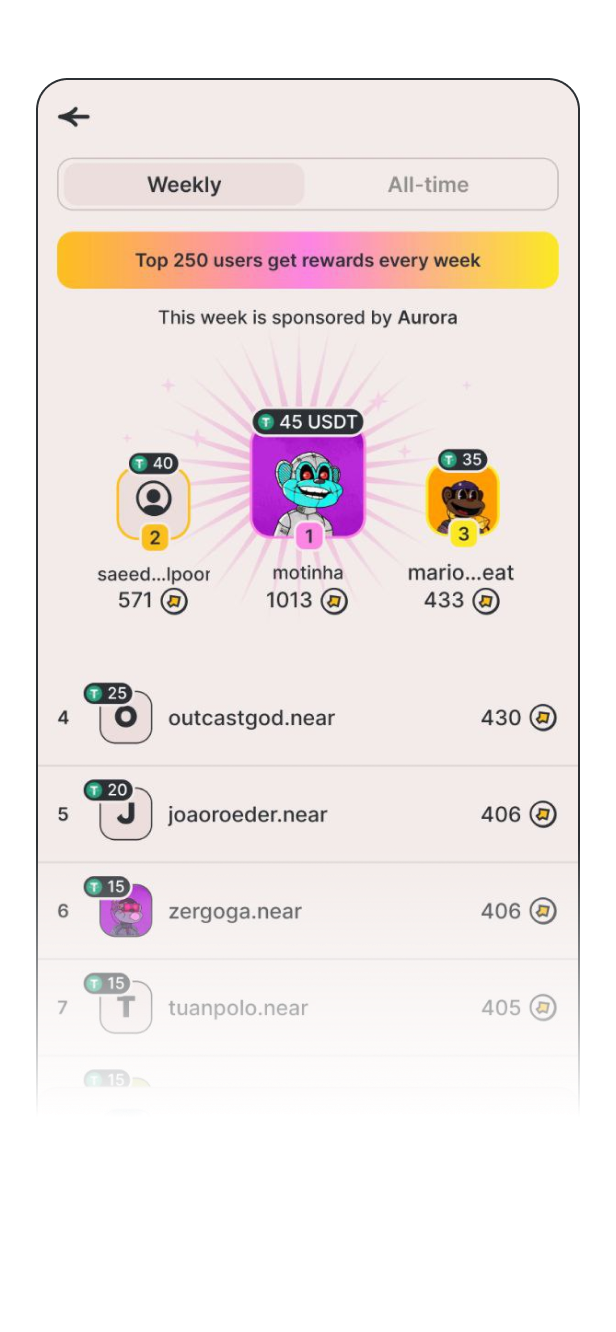 Weekly All-time
Top 250 users get rewards every week
This week is sponsored by Aurora
T 45 USDT
T 40
T 35
2
1
3
saeed...lpoor
motinha
mario...eat
571
1013
433
T 25
4 O outcastgod.near 430
T 20
5 J joaoroeder.near 406
T 15
6 zergoga.near 406
T 15
7 T tuanpolo.near 405
T 15